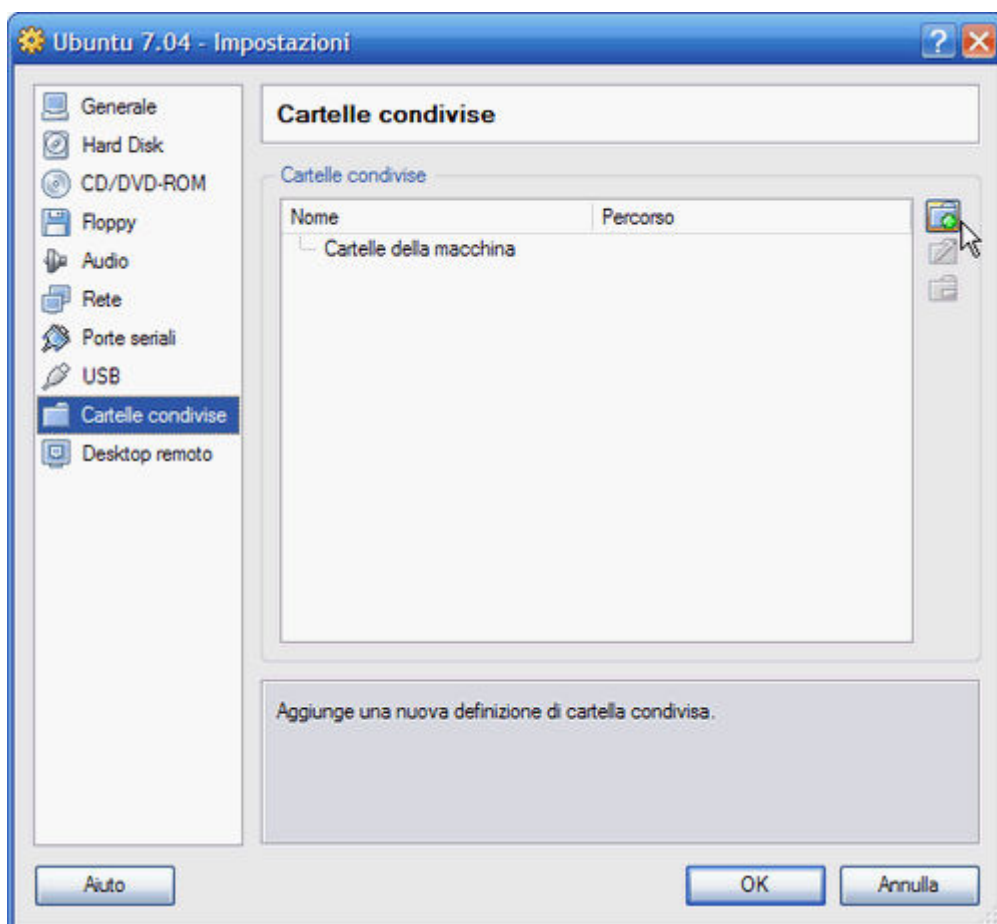 Ubuntu 7.04 - Impostazioni
Generale
Hard Disk
CD/DVD-ROM
Floppy
Audio
Rete
Porte seriali
USB
Cartelle condivise
Desktop remoto
Cartelle condivise
Cartelle condivise
Nome Percorso
Cartelle della macchina
Aggiunge una nuova definizione di cartella condivisa.
Aiuto OK Annulla